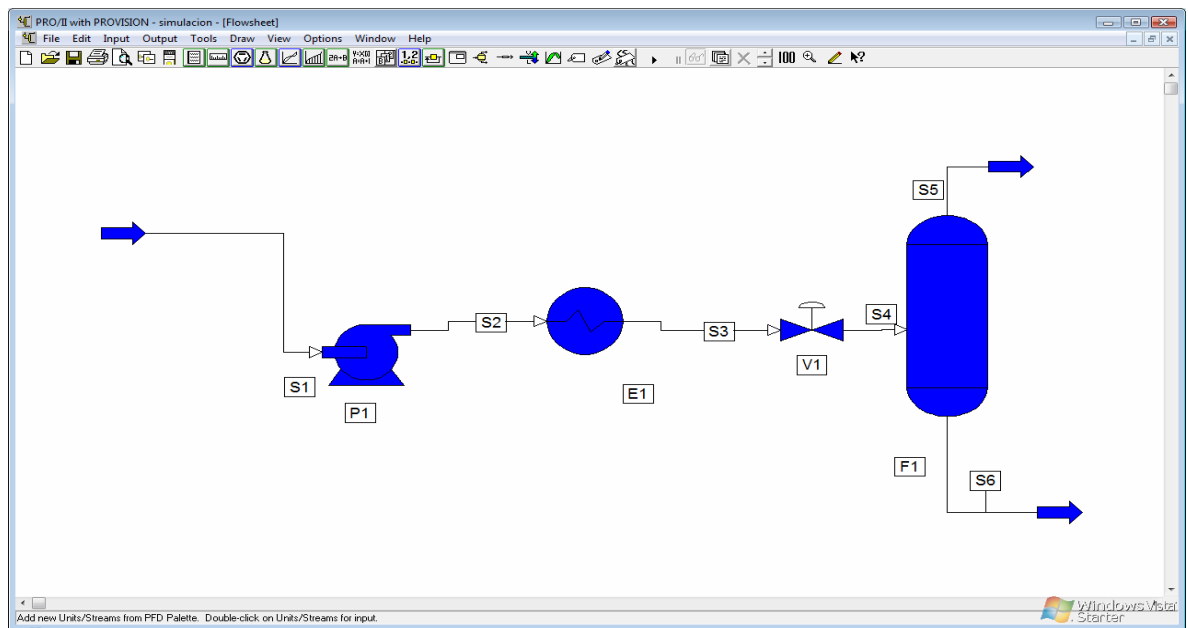 PRO/II with PROVISION - simulacion - [Flowsheet]
File Edit Input Output Tools Draw View Options Window Help
100
S5
S2
S4
S3
V1
S1
E1
P1
F1
S6
Windows Vista
Starter
Add new Units/Streams from PFD Palette. Double-click on Units/Streams for input.